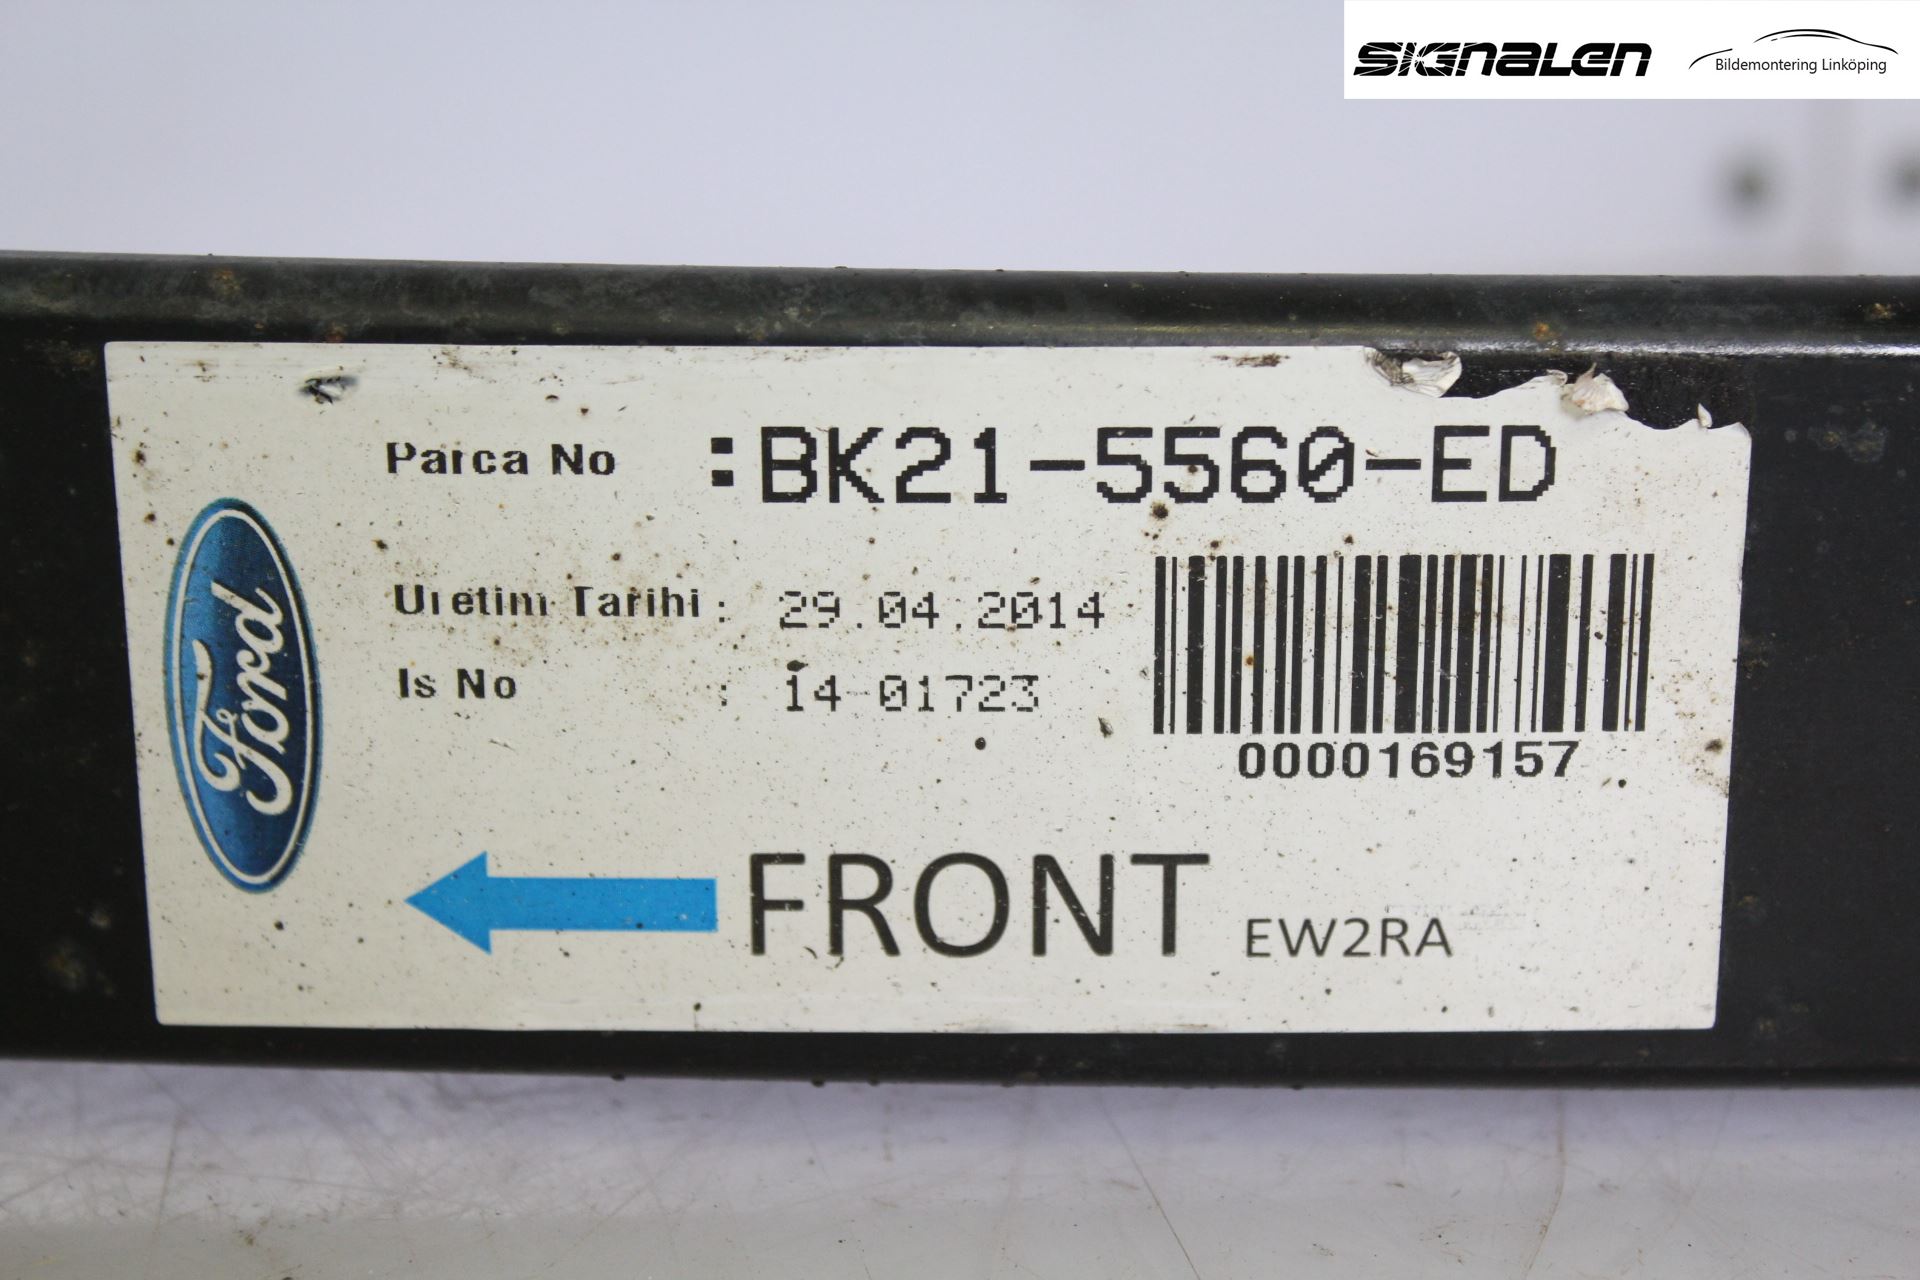 SIGNALEN
Bildemontering Linköping
Parca No :BK21-5560-ED
Uretim Tarihi : 29.04.2014
Is No : 14-01723
0000169157
Ford
FRONT EW2RA